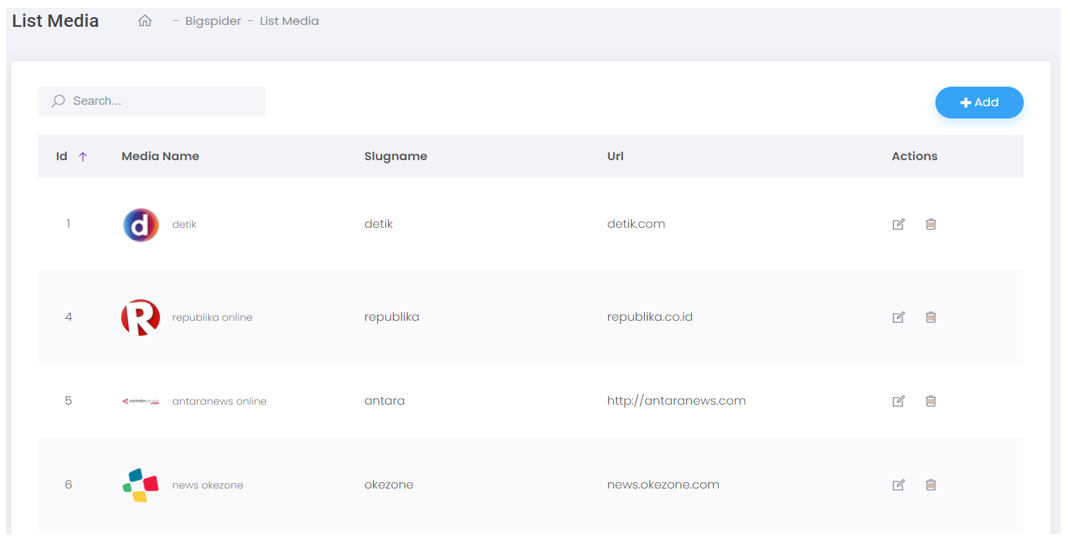 List Media - Bigspider - List Media
Search...
Add
Id Media Name Slugname Url Actions
1 d detik detik detik.com
4 R republika online republika republika.co.id
5 antaranews online antara http://antaranews.com
6 news okezone okezone news.okezone.com